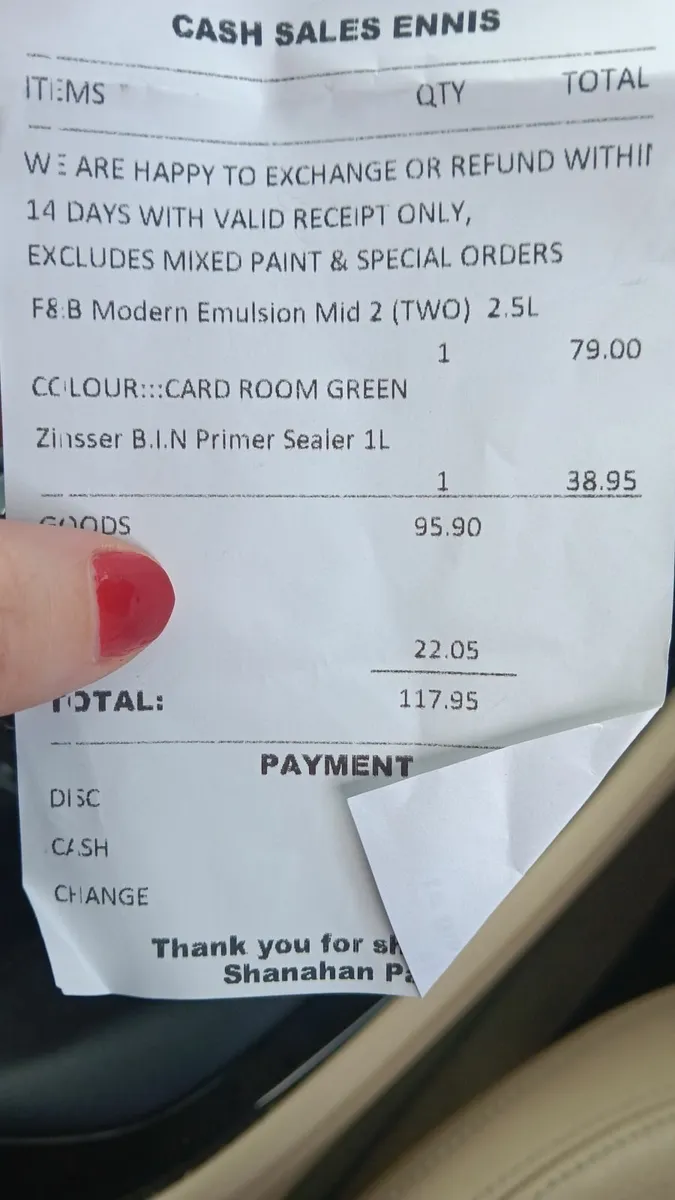 CASH SALES ENNIS
ITEMS QTY TOTAL
WE ARE HAPPY TO EXCHANGE OR REFUND WITHIN
14 DAYS WITH VALID RECEIPT ONLY,
EXCLUDES MIXED PAINT & SPECIAL ORDERS
F&B Modern Emulsion Mid 2 (TWO) 2.5L
1 79.00
COLOUR:::CARD ROOM GREEN
Zinsser B.I.N Primer Sealer 1L
1 38.95
GOODS 95.90
22.05
TOTAL: 117.95
PAYMENT
DISC
CASH
CHANGE
Thank you for
Shanahan